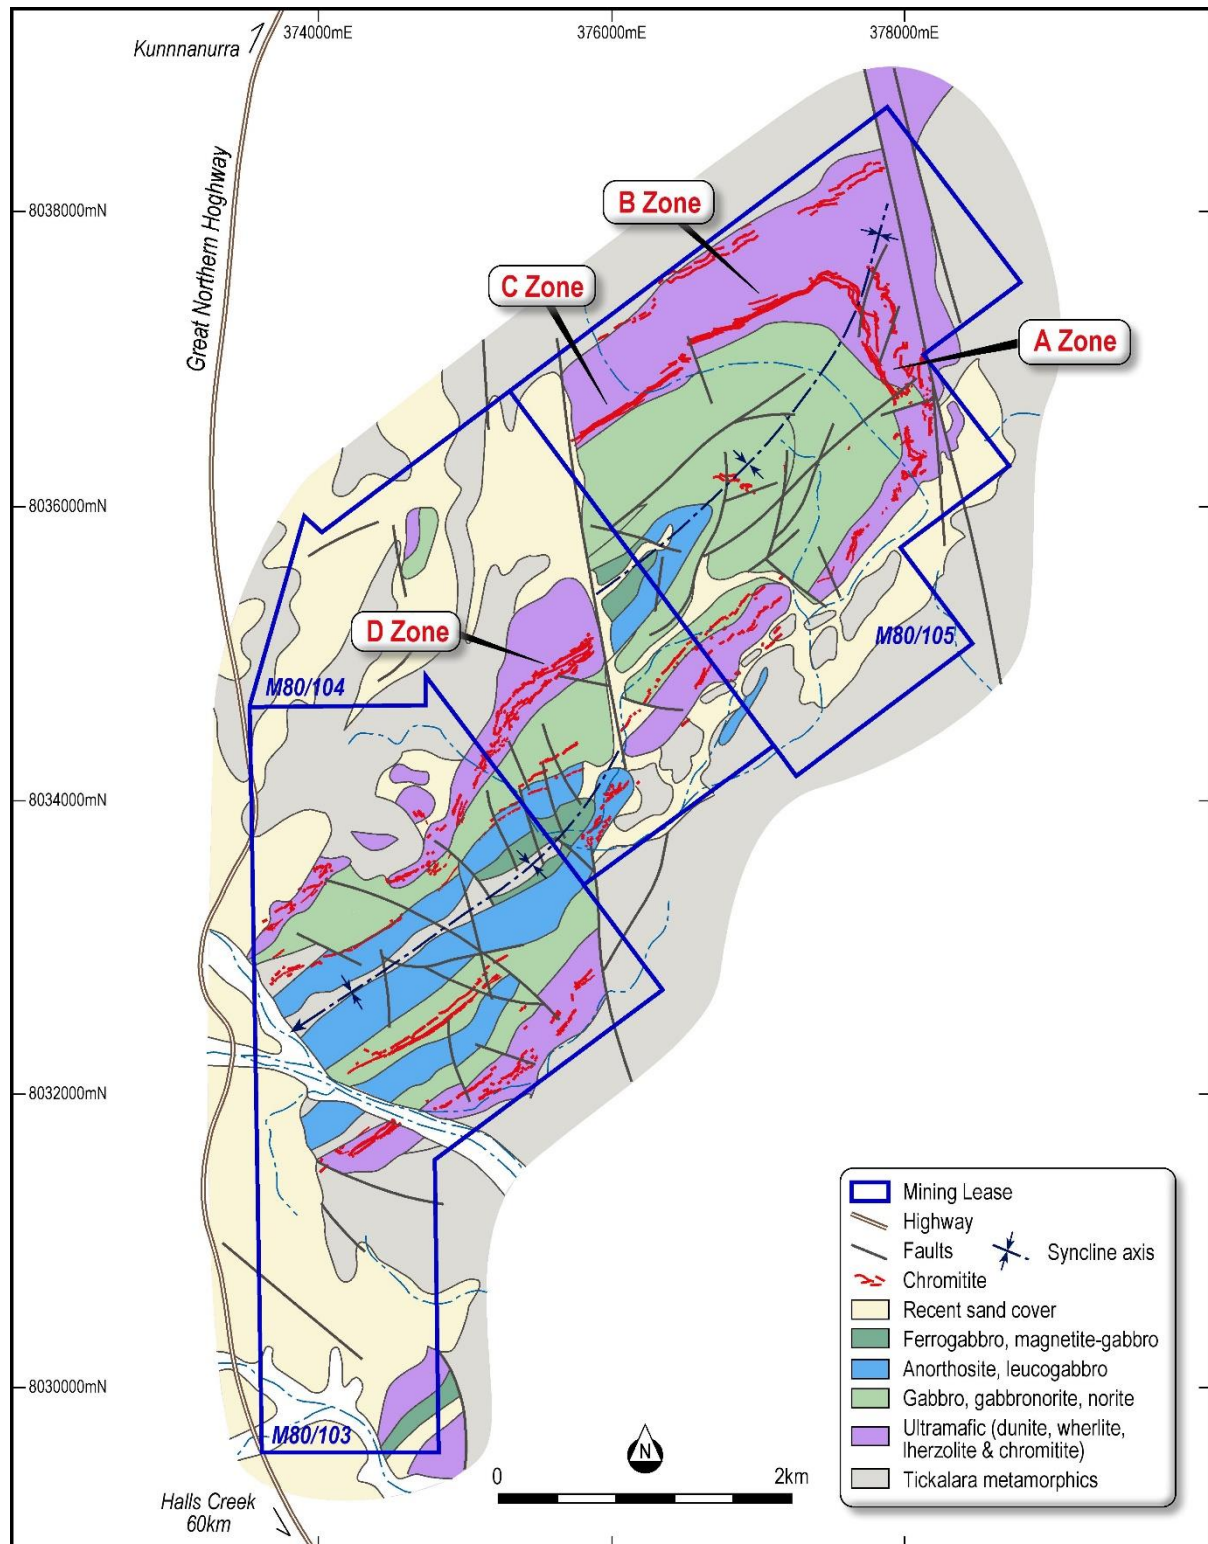 374000mE
376000mE
378000mE
Kunnnanurra
Great Northern Hoghway
8038000mN
B Zone
C Zone
A Zone
8036000mN
D Zone
M80/105
M80/104
8034000mN
8032000mN
8030000mN
M80/103
Halls Creek
60km
N
0
2km
Mining Lease
Highway
Faults
Syncline axis
Chromitite
Recent sand cover
Ferrogabbro, magnetite-gabbro
Anorthosite, leucogabbro
Gabbro, gabbronorite, norite
Ultramafic (dunite, wherlite,
lherzolite & chromitite)
Tickalara metamorphics